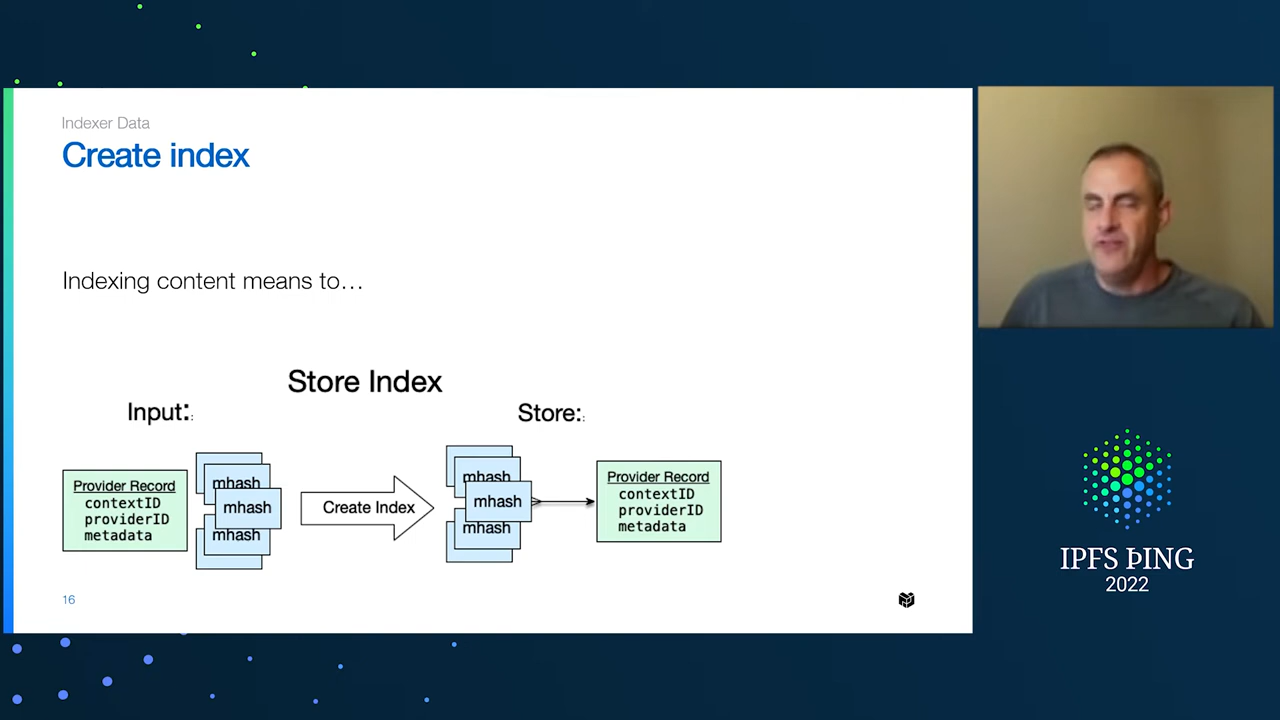 Indexer Data
Create index
Indexing content means to…
Store Index
Input::
Store::
Provider Record
contextID
providerID
metadata
mhash
mhash
mhash
Create Index
mhash
mhash
mhash
Provider Record
contextID
providerID
metadata
16
IPFS ÞING
2022